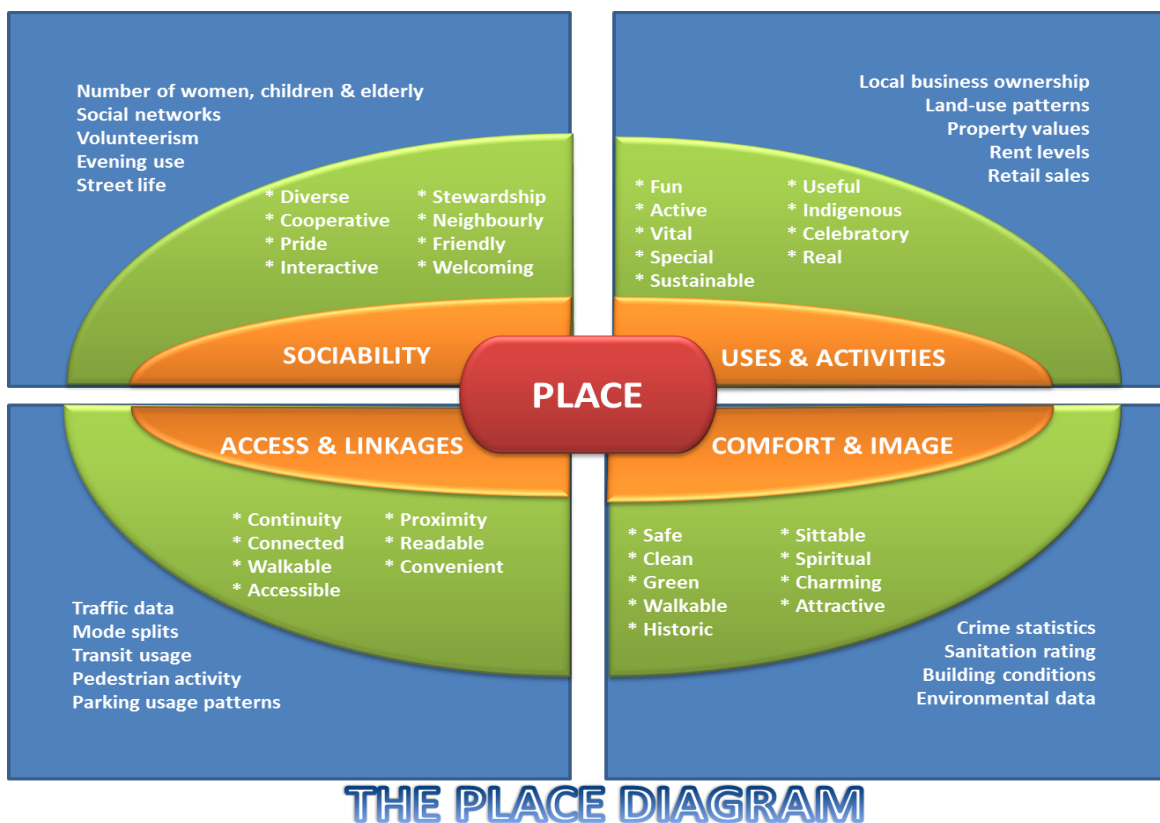 Number of women, children & elderly
Social networks
Volunteerism
Evening use
Street life
* Diverse
* Cooperative
* Pride
* Interactive
* Stewardship
* Neighbourly
* Friendly
* Welcoming
SOCIABILITY
Local business ownership
Land-use patterns
Property values
Rent levels
Retail sales
* Fun
* Active
* Vital
* Special
* Sustainable
* Useful
* Indigenous
* Celebratory
* Real
USES & ACTIVITIES
PLACE
ACCESS & LINKAGES
* Continuity
* Connected
* Walkable
* Accessible
* Proximity
* Readable
* Convenient
Traffic data
Mode splits
Transit usage
Pedestrian activity
Parking usage patterns
COMFORT & IMAGE
* Safe
* Clean
* Green
* Walkable
* Historic
* Sittable
* Spiritual
* Charming
* Attractive
Crime statistics
Sanitation rating
Building conditions
Environmental data
THE PLACE DIAGRAM